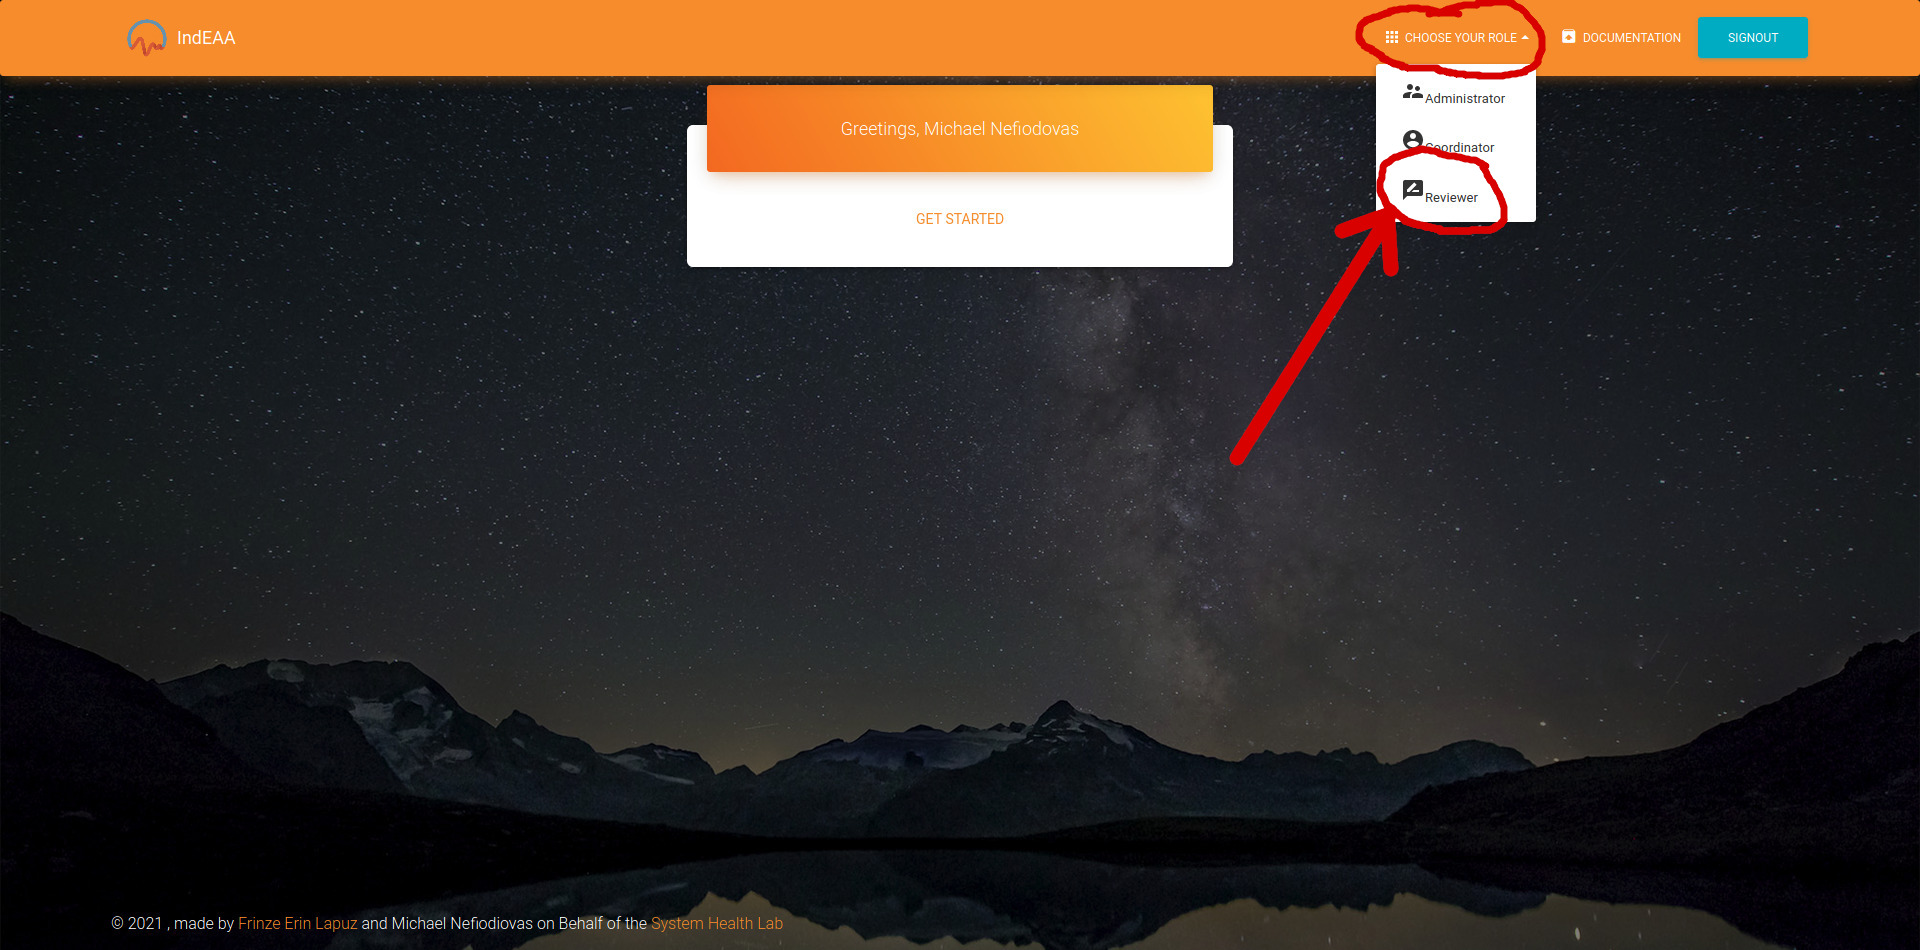 IndEAA
CHOOSE YOUR ROLE
DOCUMENTATION
SIGNOUT
Administrator
Coordinator
Reviewer
Greetings, Michael Nefiodovas
GET STARTED
© 2021 , made by Frinze Erin Lapuz and Michael Nefiodiovas on Behalf of the System Health Lab